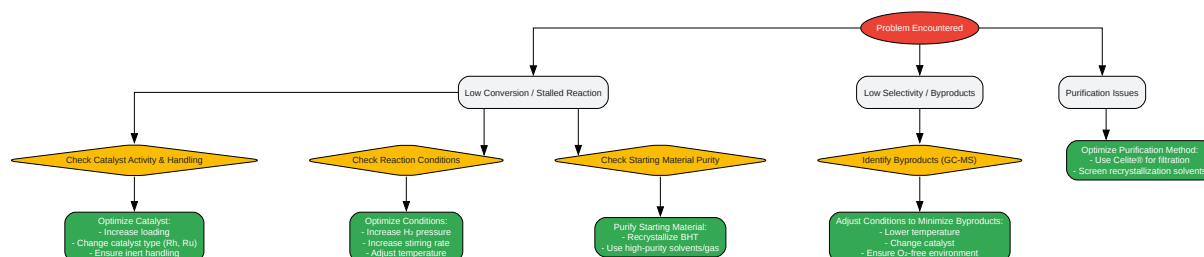 Problem Encountered
Low Conversion / Stalled Reaction
Low Selectivity / Byproducts
Purification Issues
Check Catalyst Activity & Handling
Check Reaction Conditions
Check Starting Material Purity
Identify Byproducts (GC-MS)
Optimize Purification Method:
- Use Celite® for filtration
- Screen recrystallization solvents
Optimize Catalyst:
- Increase loading
- Change catalyst type (Rh, Ru)
- Ensure inert handling
Optimize Conditions:
- Increase H₂ pressure
- Increase stirring rate
- Adjust temperature
Purify Starting Material:
- Recrystallize BHT
- Use high-purity solvents/gas
Adjust Conditions to Minimize Byproducts:
- Lower temperature
- Change catalyst
- Ensure O₂-free environment